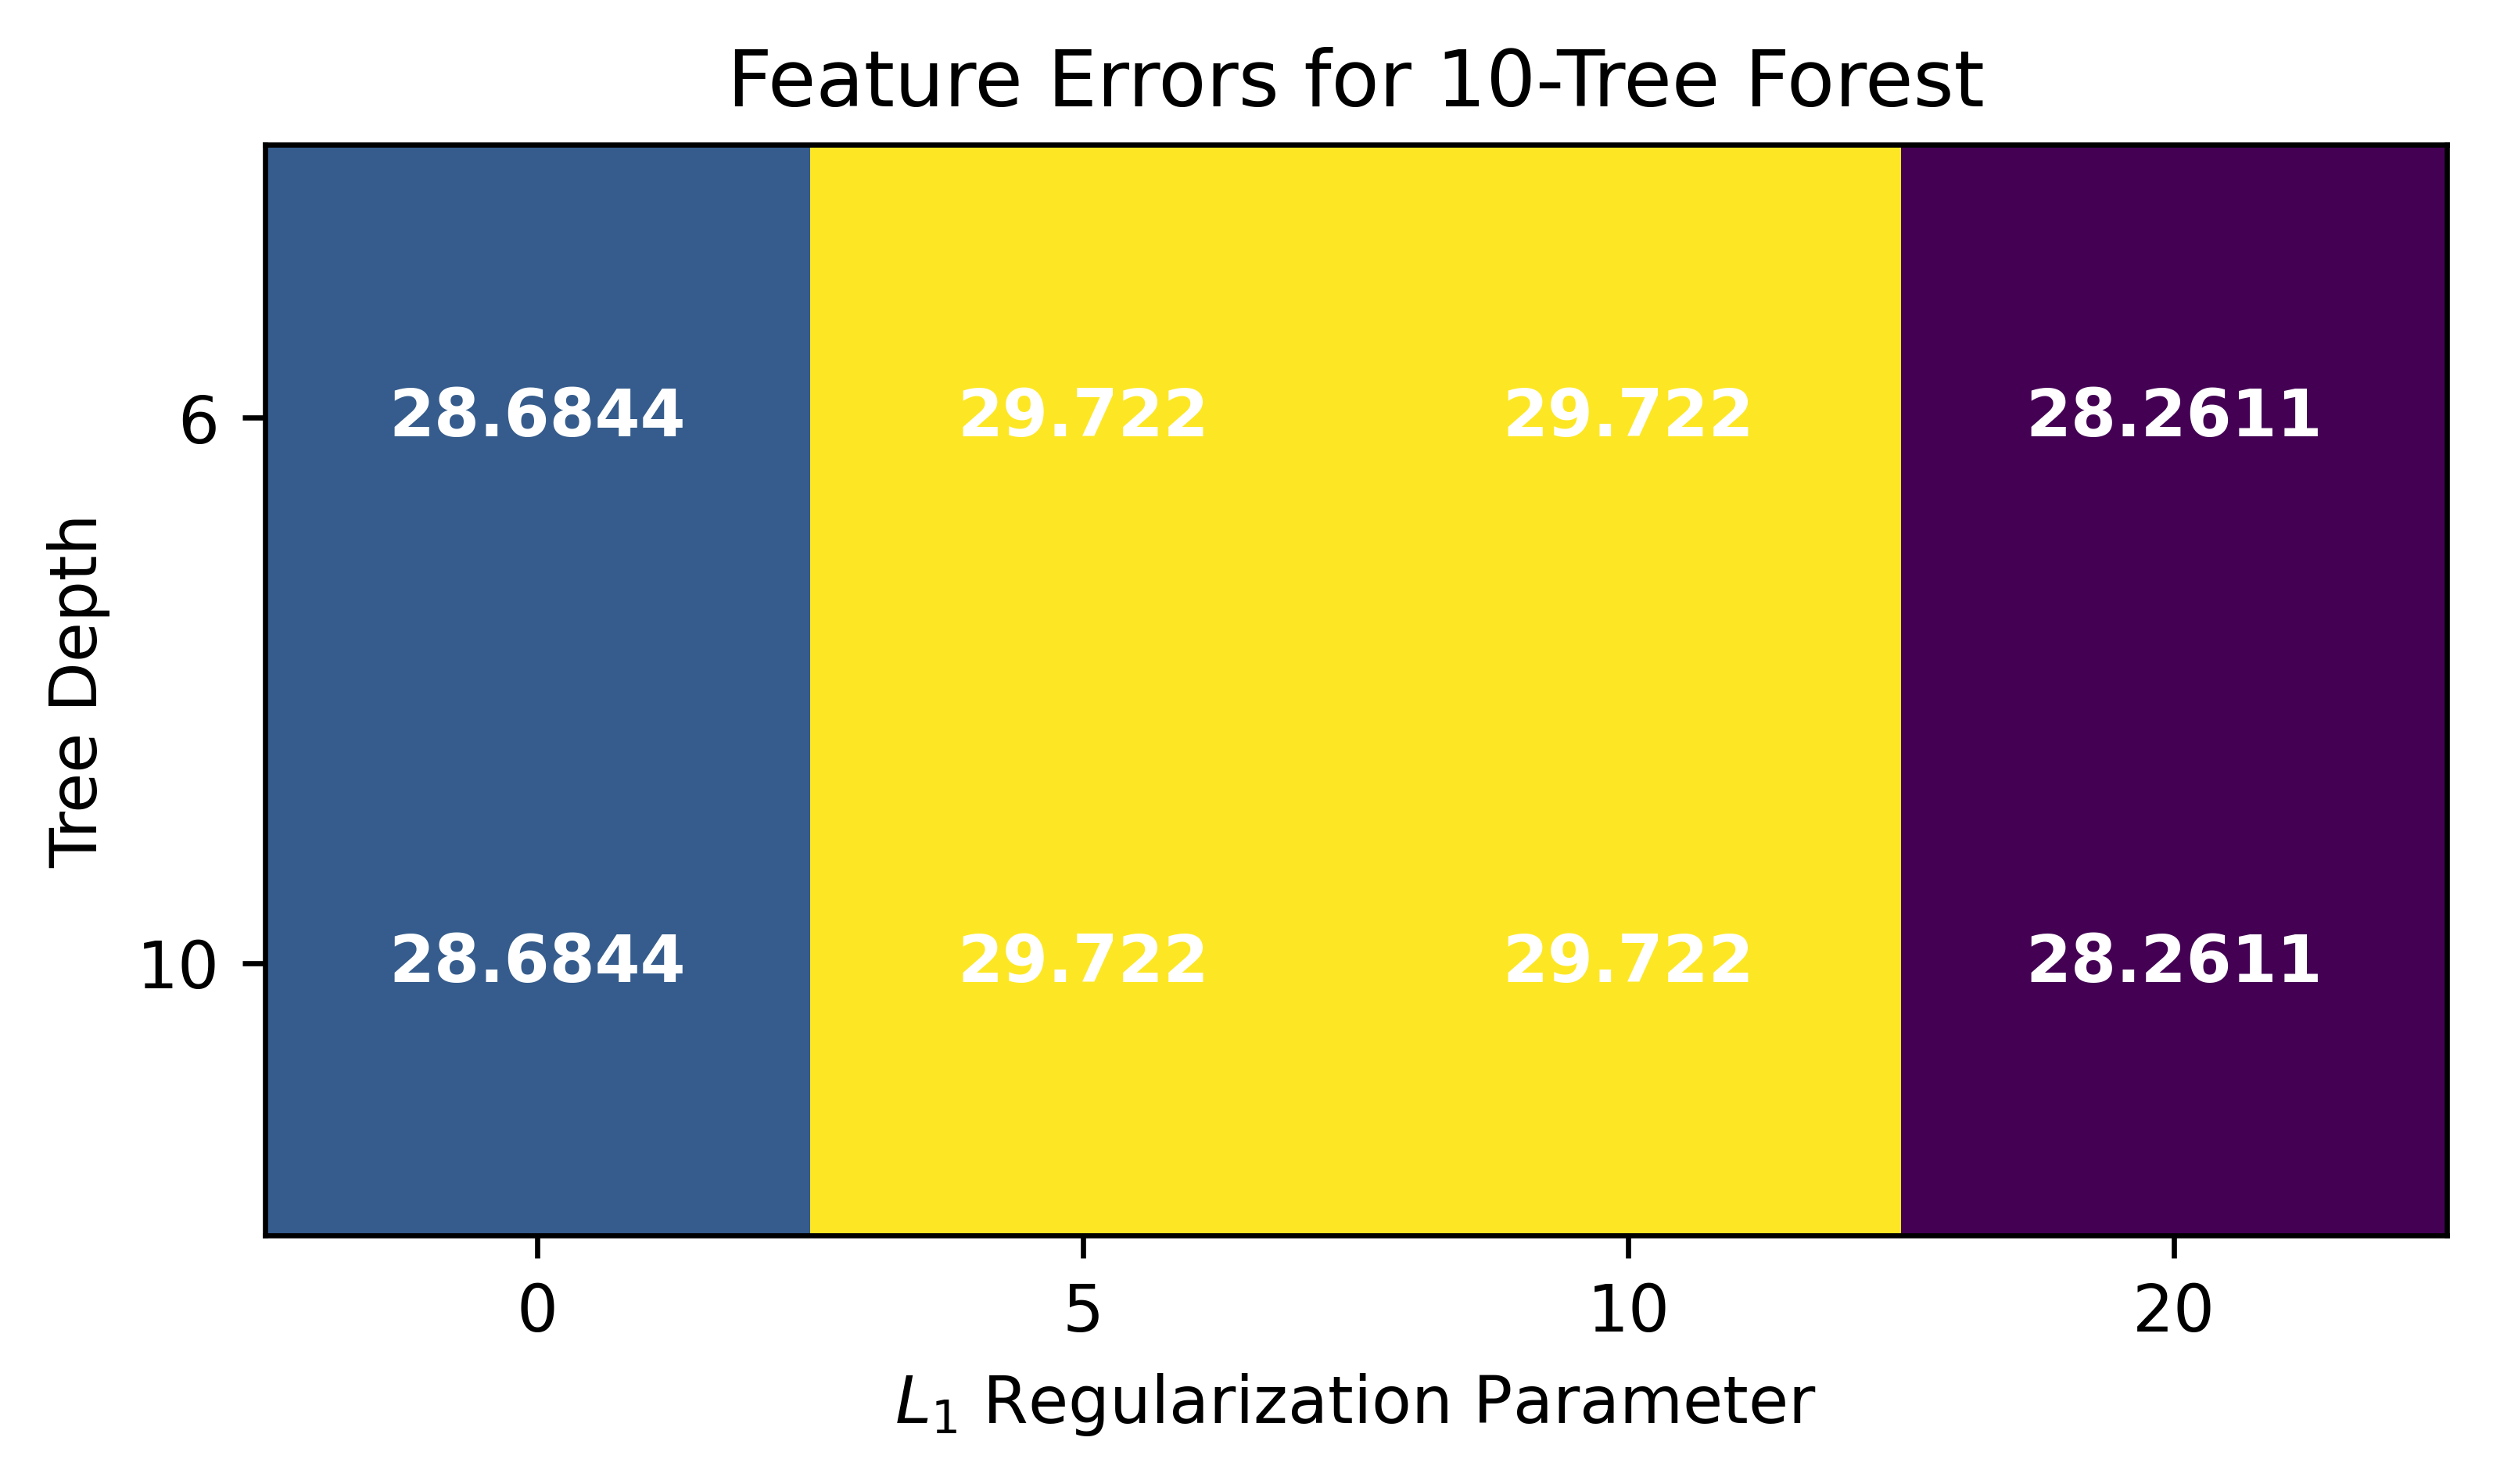 Feature Errors for 10-Tree Forest
Tree Depth
6
28.6844 29.722 29.722 28.2611
10
28.6844 29.722 29.722 28.2611
0 5 10 20
L₁ Regularization Parameter